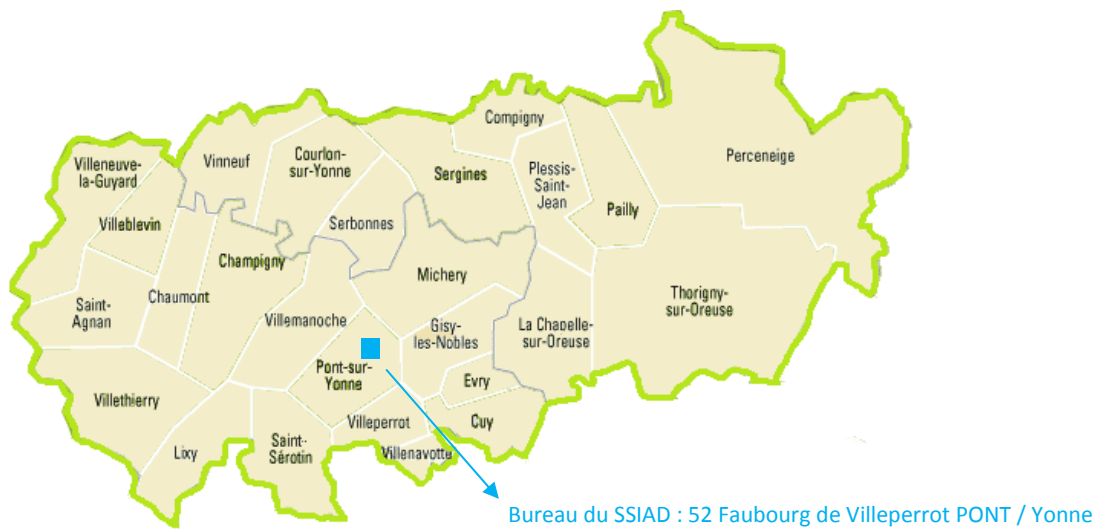 Compigny
Villeneuve-
la-Guyard
Vinneuf
Courlon-
sur-Yonne
Sergines
Plessis-
Saint-
Jean
Perceneige
Pailly
Villeblevin
Serbonnes
Champigny
Michery
Chaumont
Saint-
Agnan
Villemanoche
Gisy-
les-Nobles
La Chapelle-
sur-Oreuse
Thorigny-
sur-Oreuse
Pont-sur-
Yonne
Evry
Villethierry
Villeperrot
Cuy
Lixy
Saint-
Sérotin
Villenavotte
Bureau du SSIAD : 52 Faubourg de Villeperrot PONT / Yonne